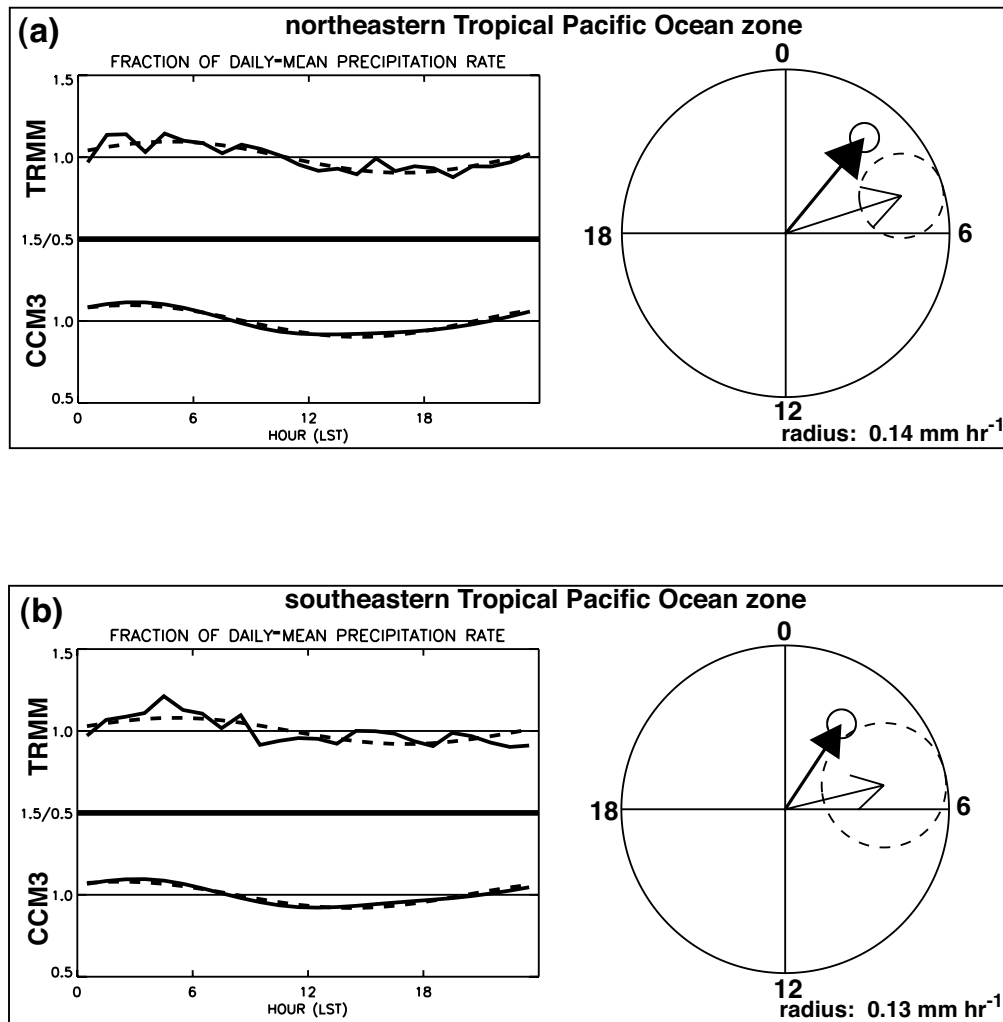 (a)
northeastern Tropical Pacific Ocean zone
FRACTION OF DAILY-MEAN PRECIPITATION RATE
1.5
TRMM
1.0
1.5/0.5
CCM3
1.0
0.5
0
6
12
18
HOUR (LST)
0
18
6
12
radius: 0.14 mm hr-1
(b)
southeastern Tropical Pacific Ocean zone
FRACTION OF DAILY-MEAN PRECIPITATION RATE
1.5
TRMM
1.0
1.5/0.5
CCM3
1.0
0.5
0
6
12
18
HOUR (LST)
0
18
6
12
radius: 0.13 mm hr-1